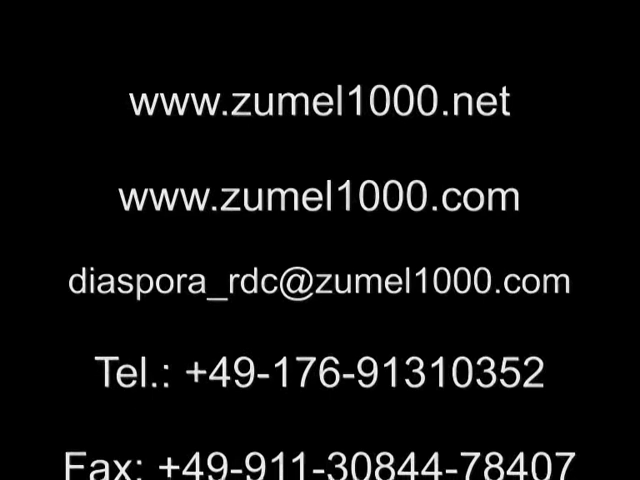 www.zumel1000.net
www.zumel1000.com
diaspora_rdc@zumel1000.com
Tel.: +49-176-91310352
Fax: +49-911-30844-78407